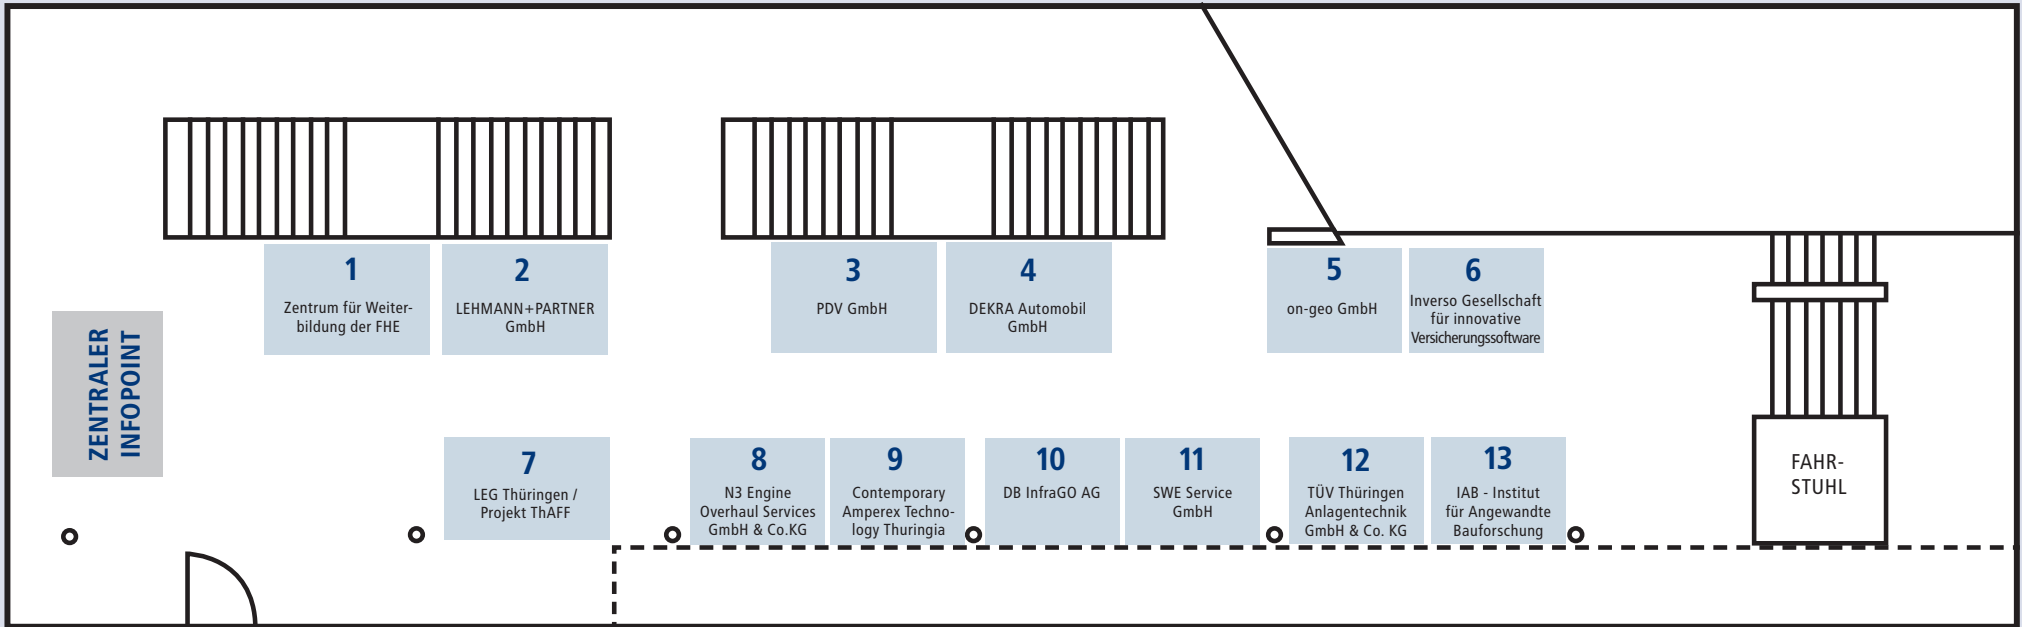 1
Zentrum für Weiter-
bildung der FHE
2
LEHMANN+PARTNER
GmbH
3
PDV GmbH
4
DEKRA Automobil
GmbH
5
on-geo GmbH
6
Inverso Gesellschaft
für innovative
Versicherungssoftware
ZENTRALER
INFOPOINT
7
LEG Thüringen /
Projekt ThAFF
8
N3 Engine
Overhaul Services
GmbH & Co.KG
9
Contemporary
Amperex Techno-
logy Thuringia
10
DB InfraGO AG
11
SWE Service
GmbH
12
TÜV Thüringen
Anlagentechnik
GmbH & Co. KG
13
IAB - Institut
für Angewandte
Bauforschung
FAHR-
STUHL